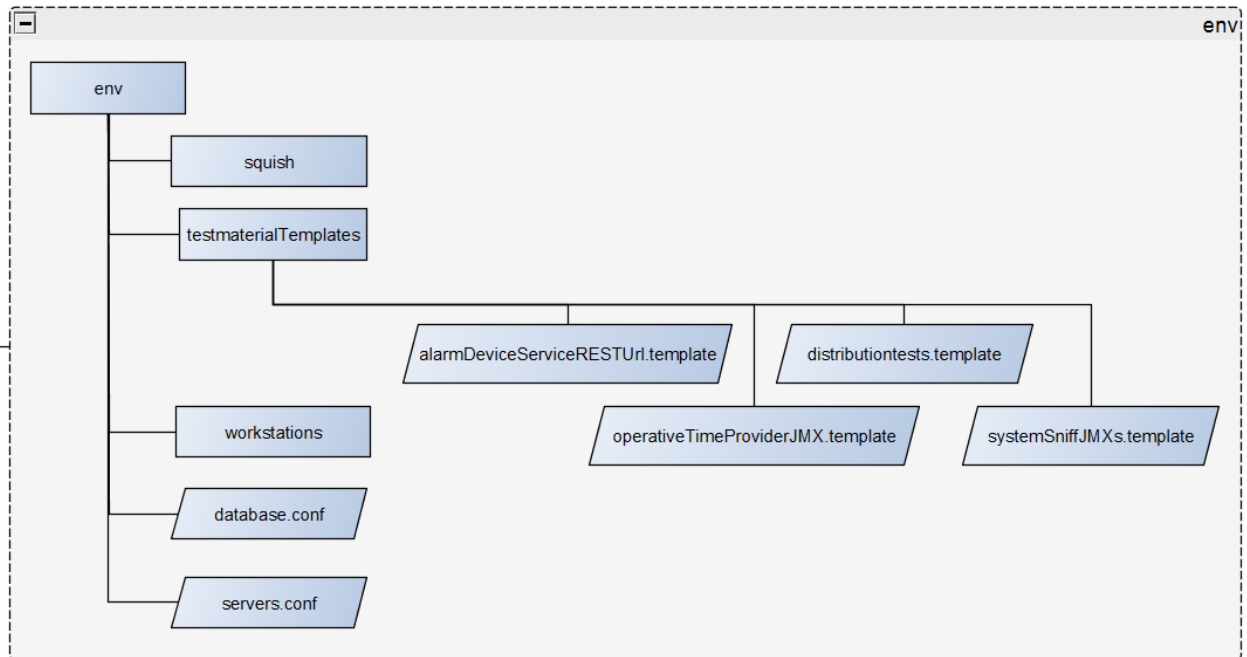 env
env
squish
testmaterialTemplates
alarmDeviceServiceRESTUrl.template
distributiontests.template
operativeTimeProviderJMX.template
systemSniffJMXs.template
workstations
database.conf
servers.conf